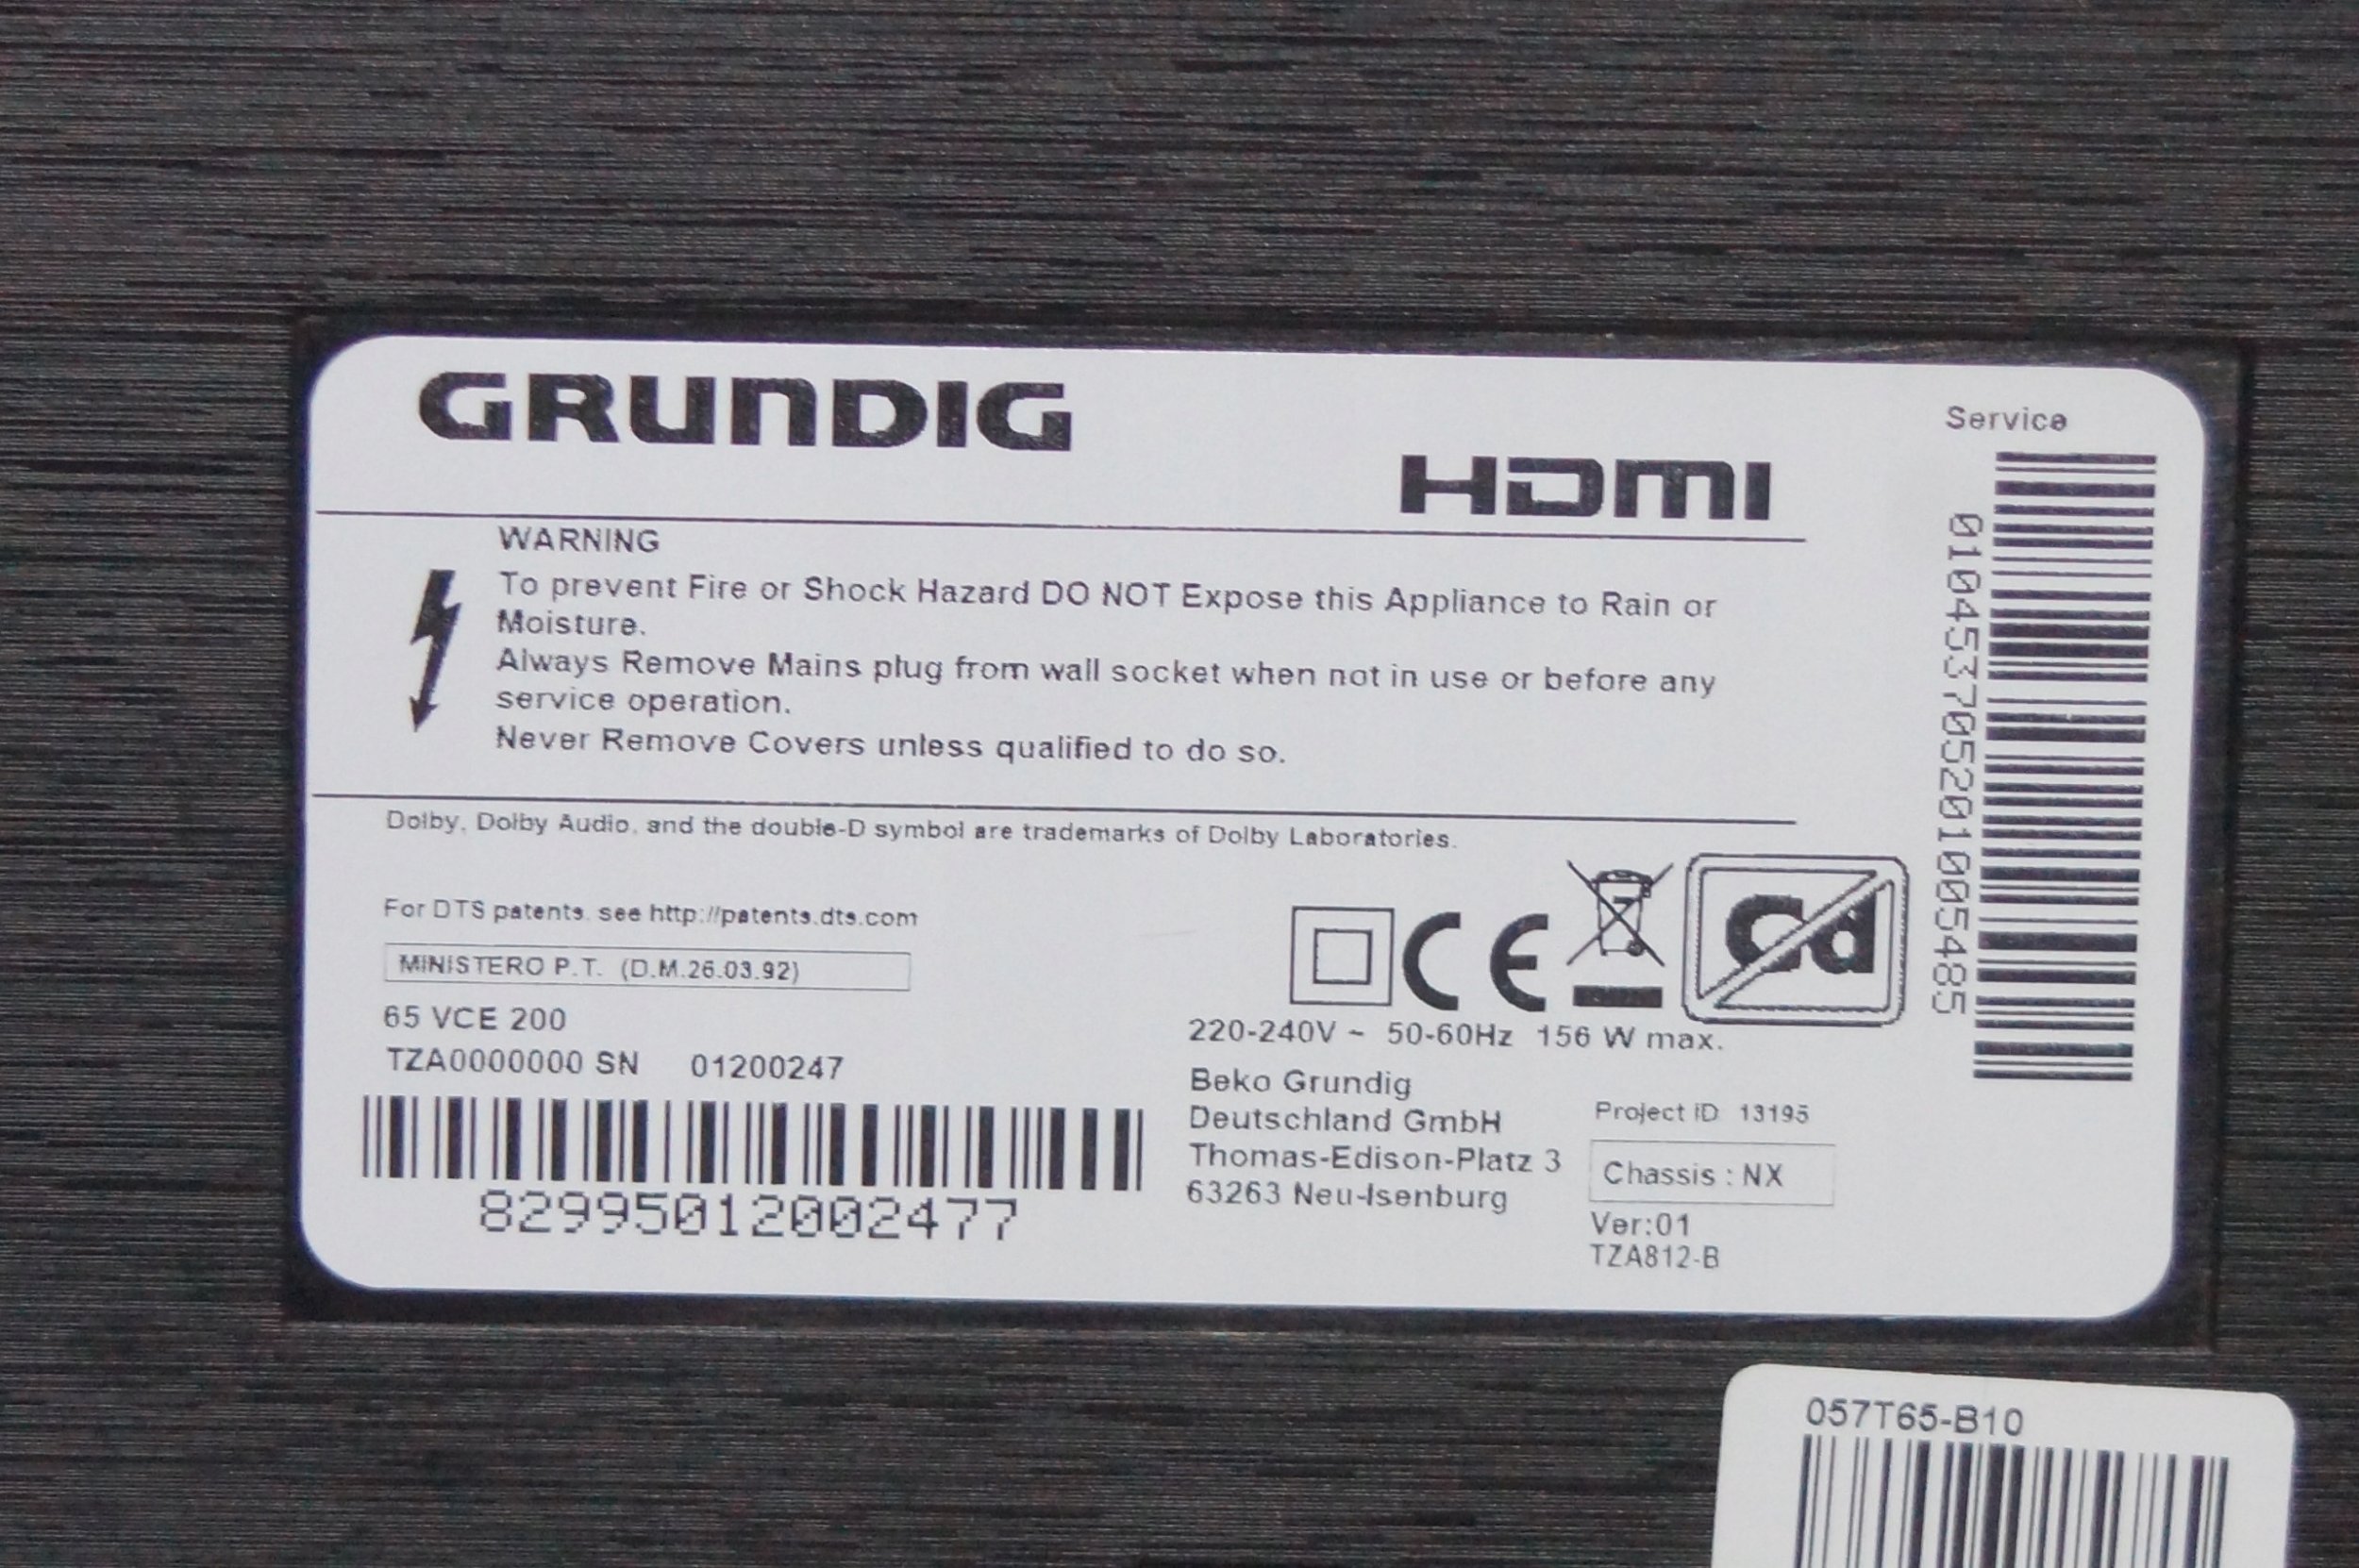 GRUNDIG
HDMI
Service
WARNING
To prevent Fire or Shock Hazard DO NOT Expose this Appliance to Rain or
Moisture.
Always Remove Mains plug from wall socket when not in use or before any
service operation.
Never Remove Covers unless qualified to do so.
010453705201005485
Dolby, Dolby Audio, and the double-D symbol are trademarks of Dolby Laboratories.
For DTS patents, see http://patents.dts.com
MINISTERO P.T. (D.M.26.03.92)
CE
Cd
65 VCE 200
TZA0000000 SN 01200247
82995012002477
220-240V ~ 50-60Hz 156 W max.
Beko Grundig
Deutschland GmbH
Thomas-Edison-Platz 3
63263 Neu-Isenburg
Project ID 13195
Chassis : NX
Ver:01
TZA812-B
057T65-B10